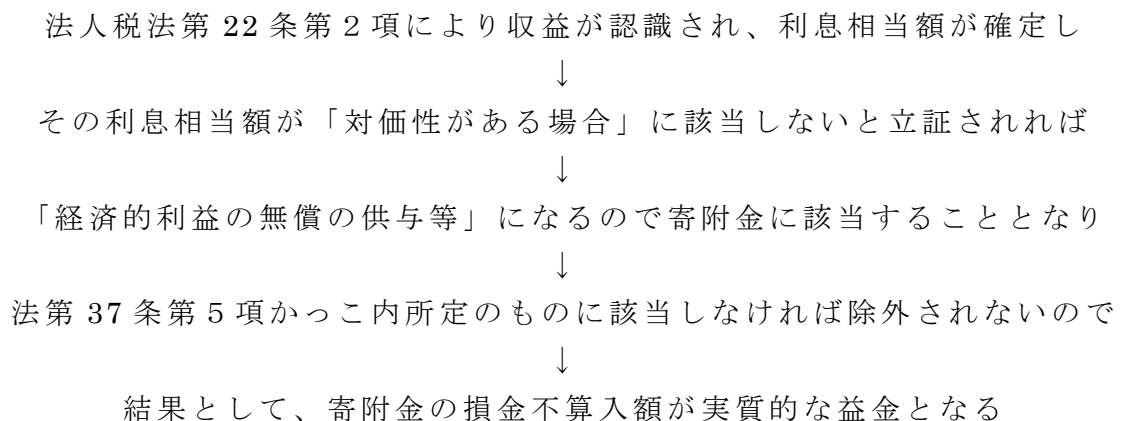 法人税法第 22 条第２項により収益が認識され、利息相当額が確定し
↓
その利息相当額が「対価性がある場合」に該当しないと立証されれば
↓
「経済的利益の無償の供与等」になるので寄附金に該当することとなり
↓
法第 37 条第５項かっこ内所定のものに該当しなければ除外されないので
↓
結果として、寄附金の損金不算入額が実質的な益金となる